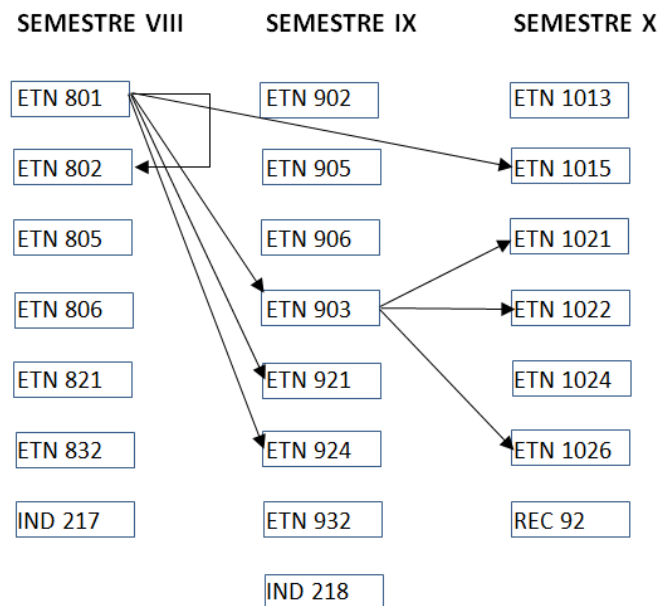 SEMESTRE VIII SEMESTRE IX SEMESTRE X
ETN 801 ETN 902 ETN 1013
ETN 802 ETN 905 ETN 1015
ETN 805 ETN 906 ETN 1021
ETN 806 ETN 903 ETN 1022
ETN 821 ETN 921 ETN 1024
ETN 832 ETN 924 ETN 1026
IND 217 ETN 932 REC 92
IND 218